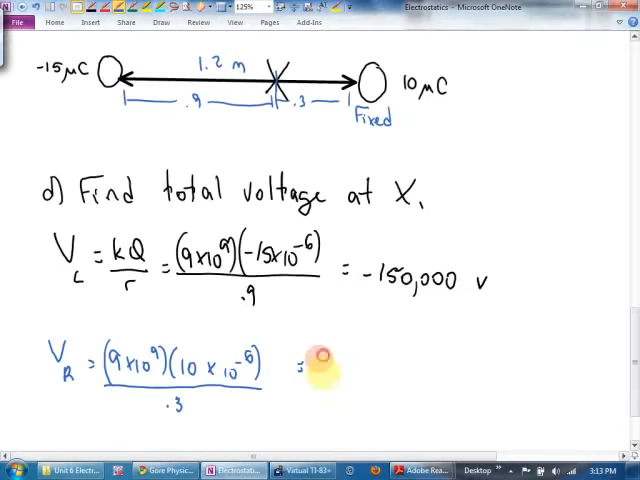 Electrostatics - Microsoft OneNote
125%
File Home Insert Share Draw Review View PDF Add-Ins
-15μC
1.2 m
10μC
.9 .3
Fixed
d) Find total voltage at X.
V_L = kQ/r = (9x10^9)(-15x10^-6)/.9 = -150,000 v
V_R = (9x10^9)(10 x 10^-6)/.3 =
Unit 6 Electr... Gore Physic... Electrostati... Virtual TI-83+ Adobe Rea... Desktop 3:13 PM